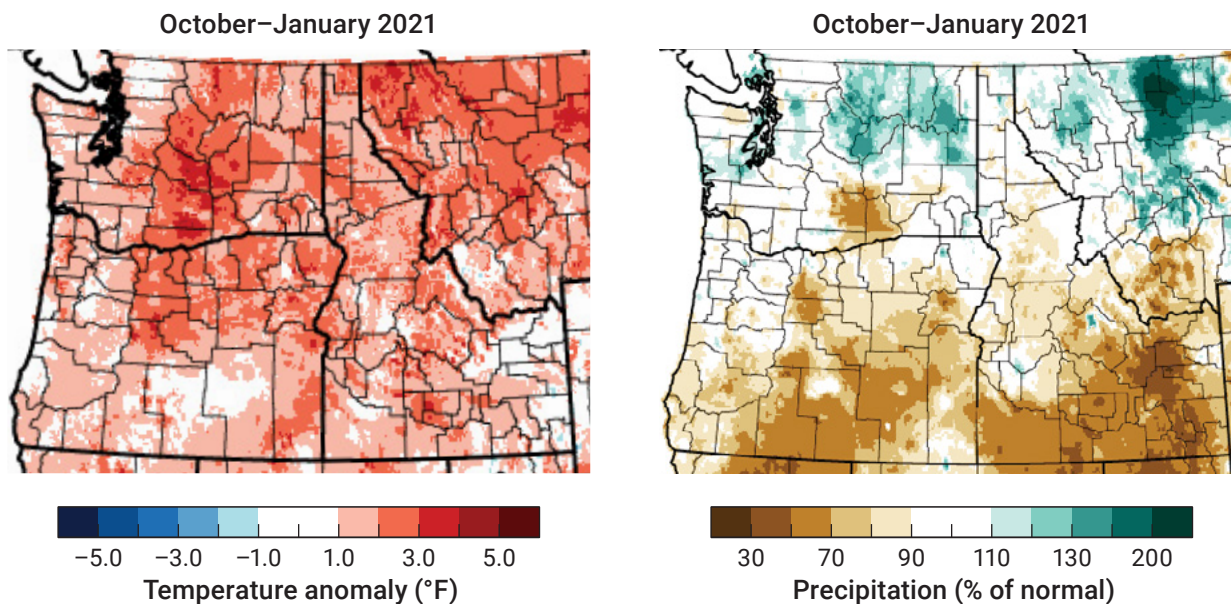 October–January 2021
October–January 2021
−5.0 −3.0 −1.0 1.0 3.0 5.0
Temperature anomaly (°F)
30 70 90 110 130 200
Precipitation (% of normal)